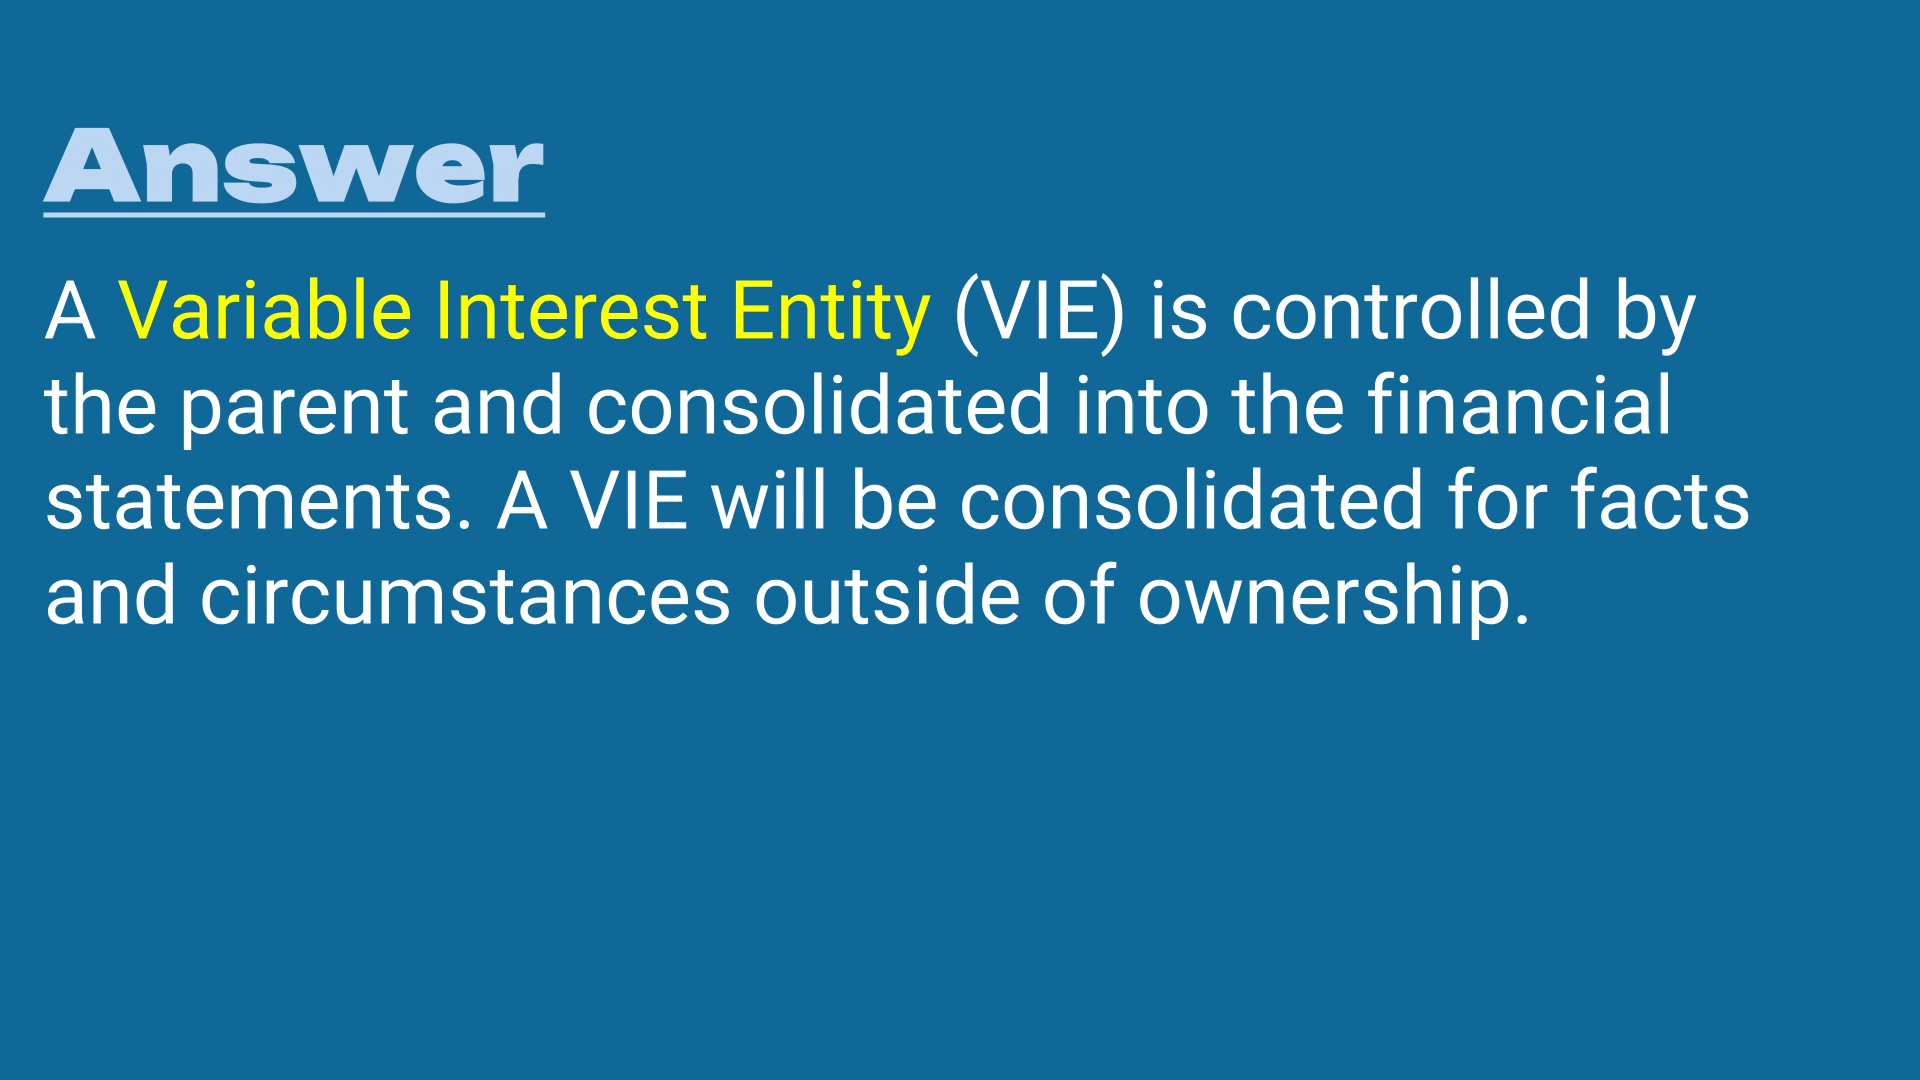 Answer
A Variable Interest Entity (VIE) is controlled by
the parent and consolidated into the financial
statements. A VIE will be consolidated for facts
and circumstances outside of ownership.